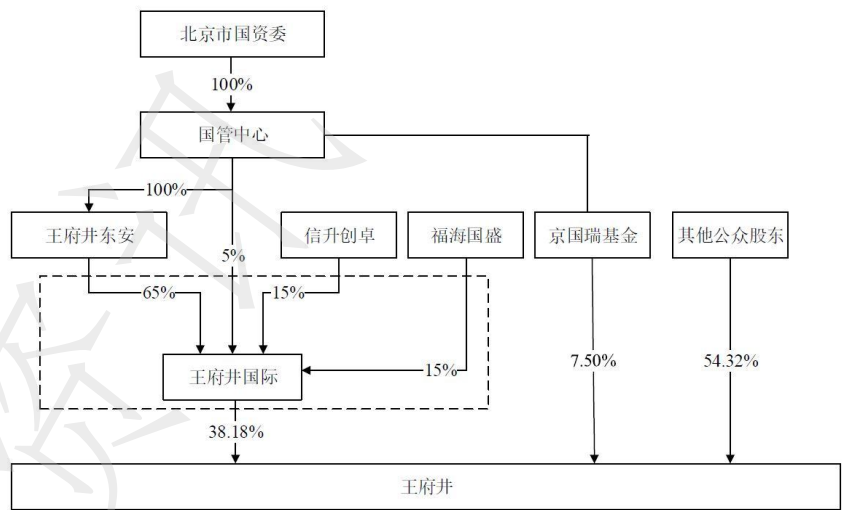 北京市国资委
100%
国管中心
100%
王府井东安
信升创卓
福海国盛
京国瑞基金
其他公众股东
5%
65%
15%
王府井国际
15%
7.50%
54.32%
38.18%
王府井
资讯